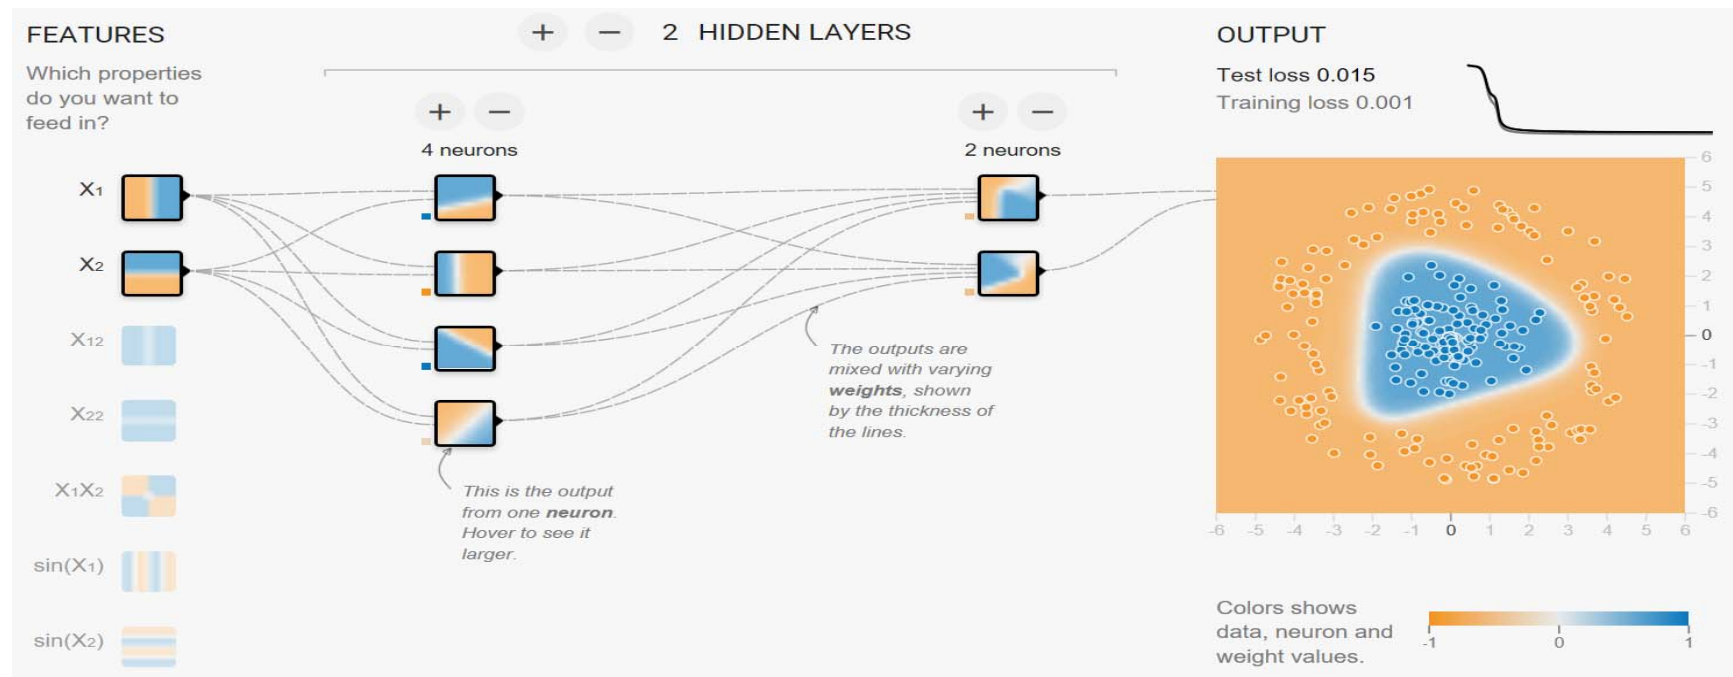 FEATURES
Which properties
do you want to
feed in?
X1
X2
X12
X22
X1X2
sin(X1)
sin(X2)
+ − 2 HIDDEN LAYERS
+ −
4 neurons
+ −
2 neurons
This is the output
from one neuron.
Hover to see it
larger.
The outputs are
mixed with varying
weights, shown
by the thickness of
the lines.
OUTPUT
Test loss 0.015
Training loss 0.001
6
5
4
3
2
1
0
-1
-2
-3
-4
-5
-6
-6 -5 -4 -3 -2 -1 0 1 2 3 4 5 6
Colors shows
data, neuron and
weight values.
-1 0 1